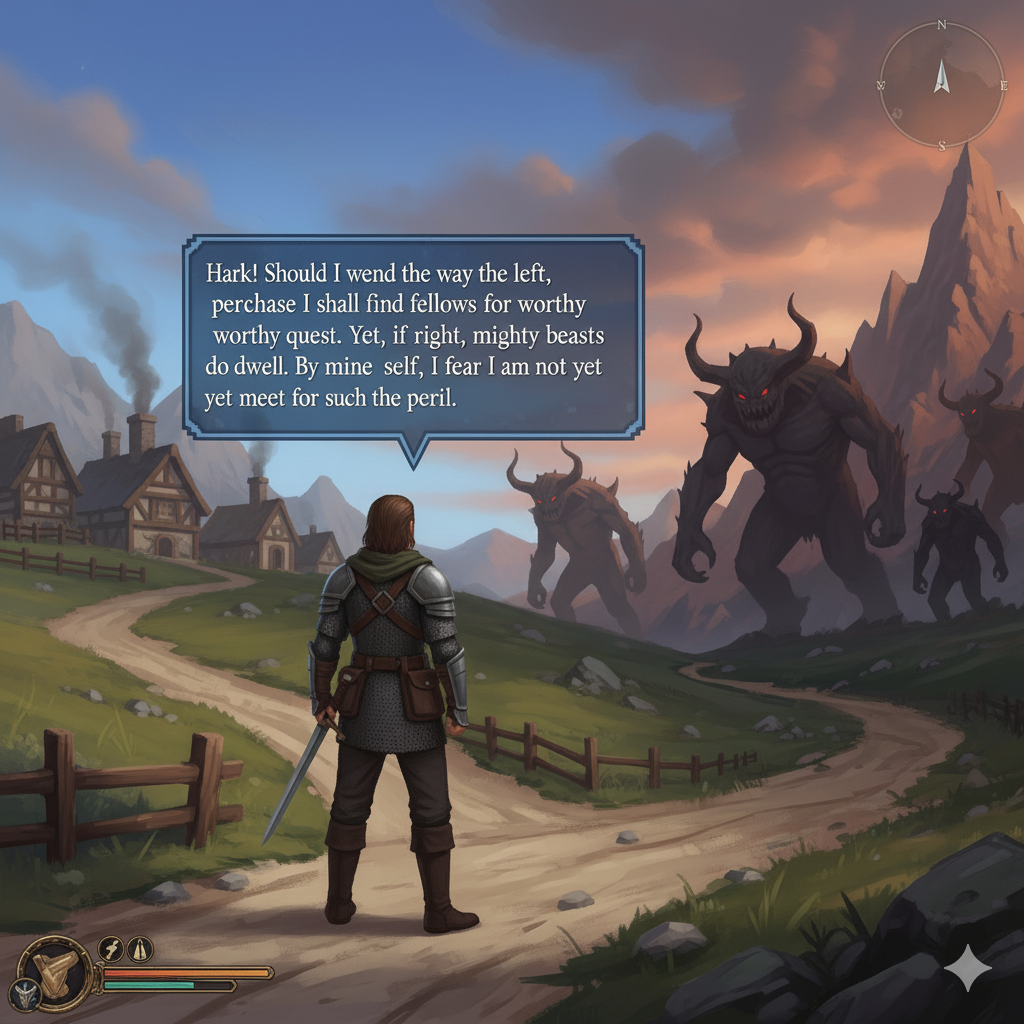 N
W E
S
Hark! Should I wend the way the left,
perchase I shall find fellows for worthy
worthy quest. Yet, if right, mighty beasts
do dwell. By mine self, I fear I am not yet
yet meet for such the peril.